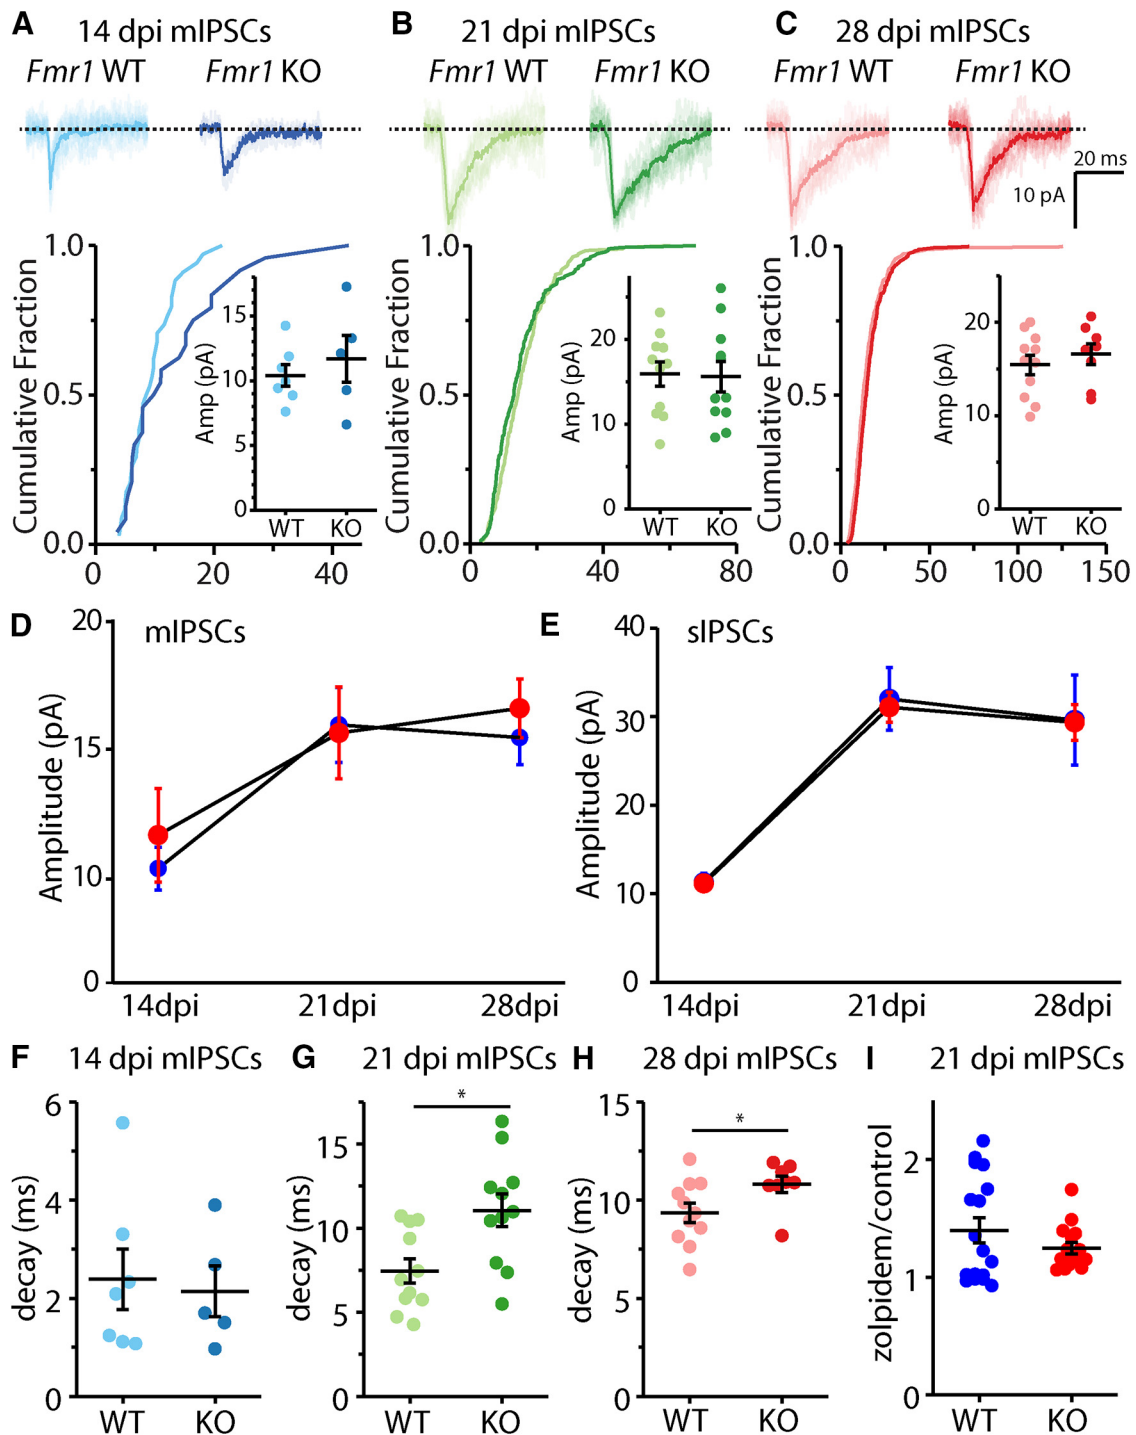 A 14 dpi mIPSCs
Fmr1 WT Fmr1 KO
B 21 dpi mIPSCs
Fmr1 WT Fmr1 KO
C 28 dpi mIPSCs
Fmr1 WT Fmr1 KO
20 ms
10 pA
Cumulative Fraction
1.0
0.5
0.0
0 20 40
Amp (pA)
15
10
5
0
WT KO
Cumulative Fraction
1.0
0.5
0.0
0 40 80
Amp (pA)
20
10
0
WT KO
Cumulative Fraction
1.0
0.5
0.0
0 50 100 150
Amp (pA)
20
10
0
WT KO
D mIPSCs
Amplitude (pA)
20
15
10
0
14dpi 21dpi 28dpi
E sIPSCs
Amplitude (pA)
40
30
20
10
0
14dpi 21dpi 28dpi
F 14 dpi mIPSCs
decay (ms)
6
4
2
0
WT KO
G 21 dpi mIPSCs
*
decay (ms)
15
10
5
0
WT KO
H 28 dpi mIPSCs
*
decay (ms)
15
10
5
0
WT KO
I 21 dpi mIPSCs
zolpidem/control
2
1
0
WT KO